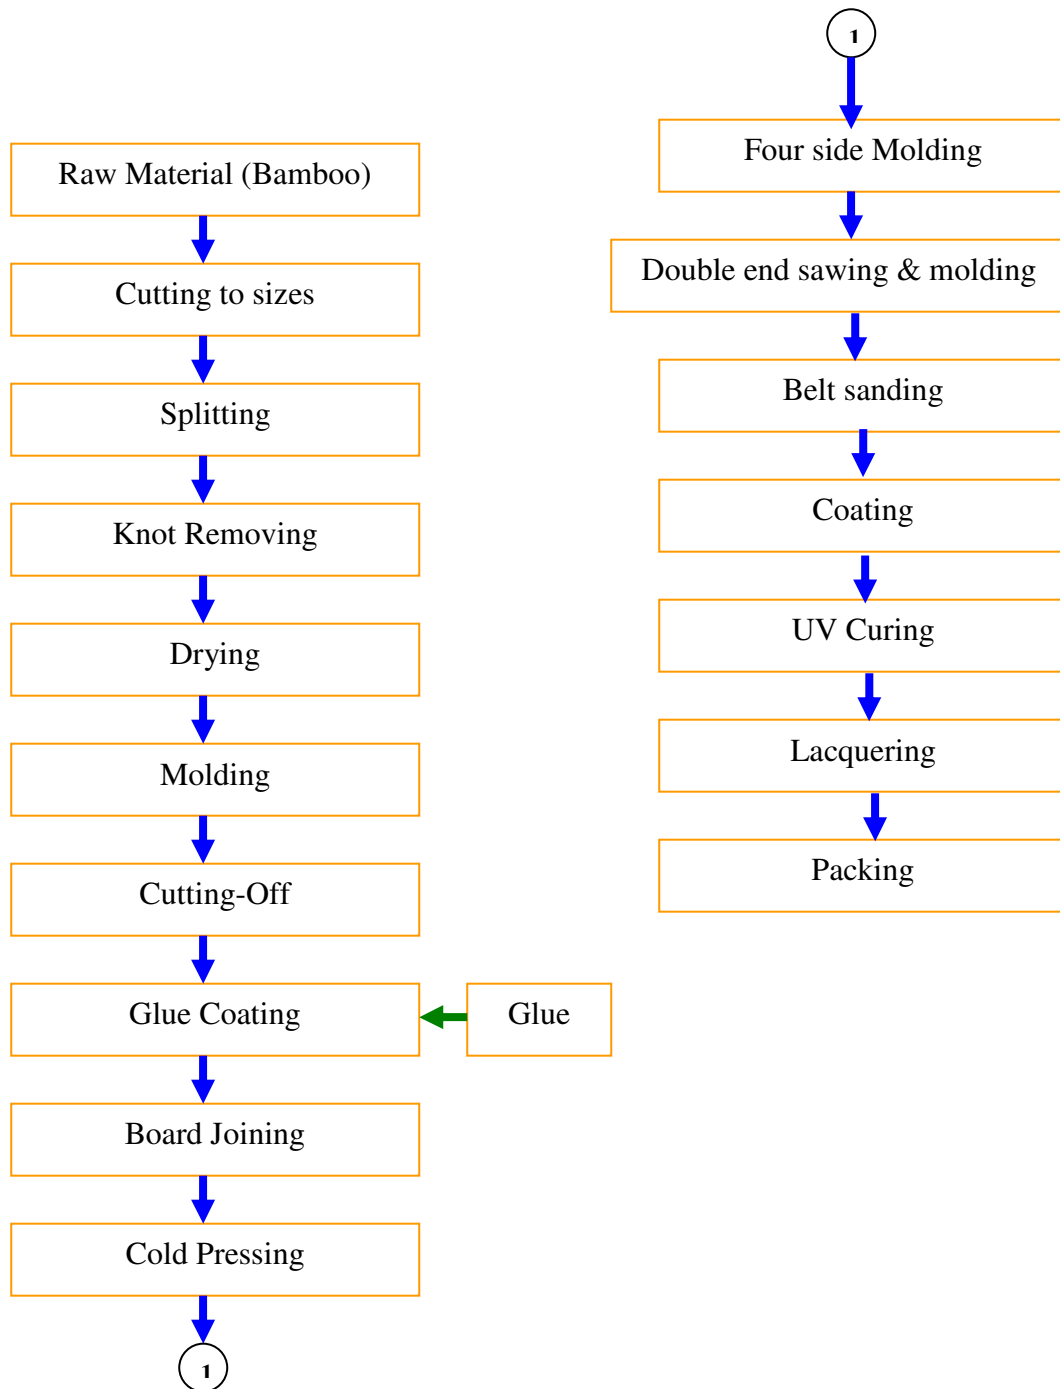 Raw Material (Bamboo)
Cutting to sizes
Splitting
Knot Removing
Drying
Molding
Cutting-Off
Glue Coating
Glue
Board Joining
Cold Pressing
1
1
Four side Molding
Double end sawing & molding
Belt sanding
Coating
UV Curing
Lacquering
Packing